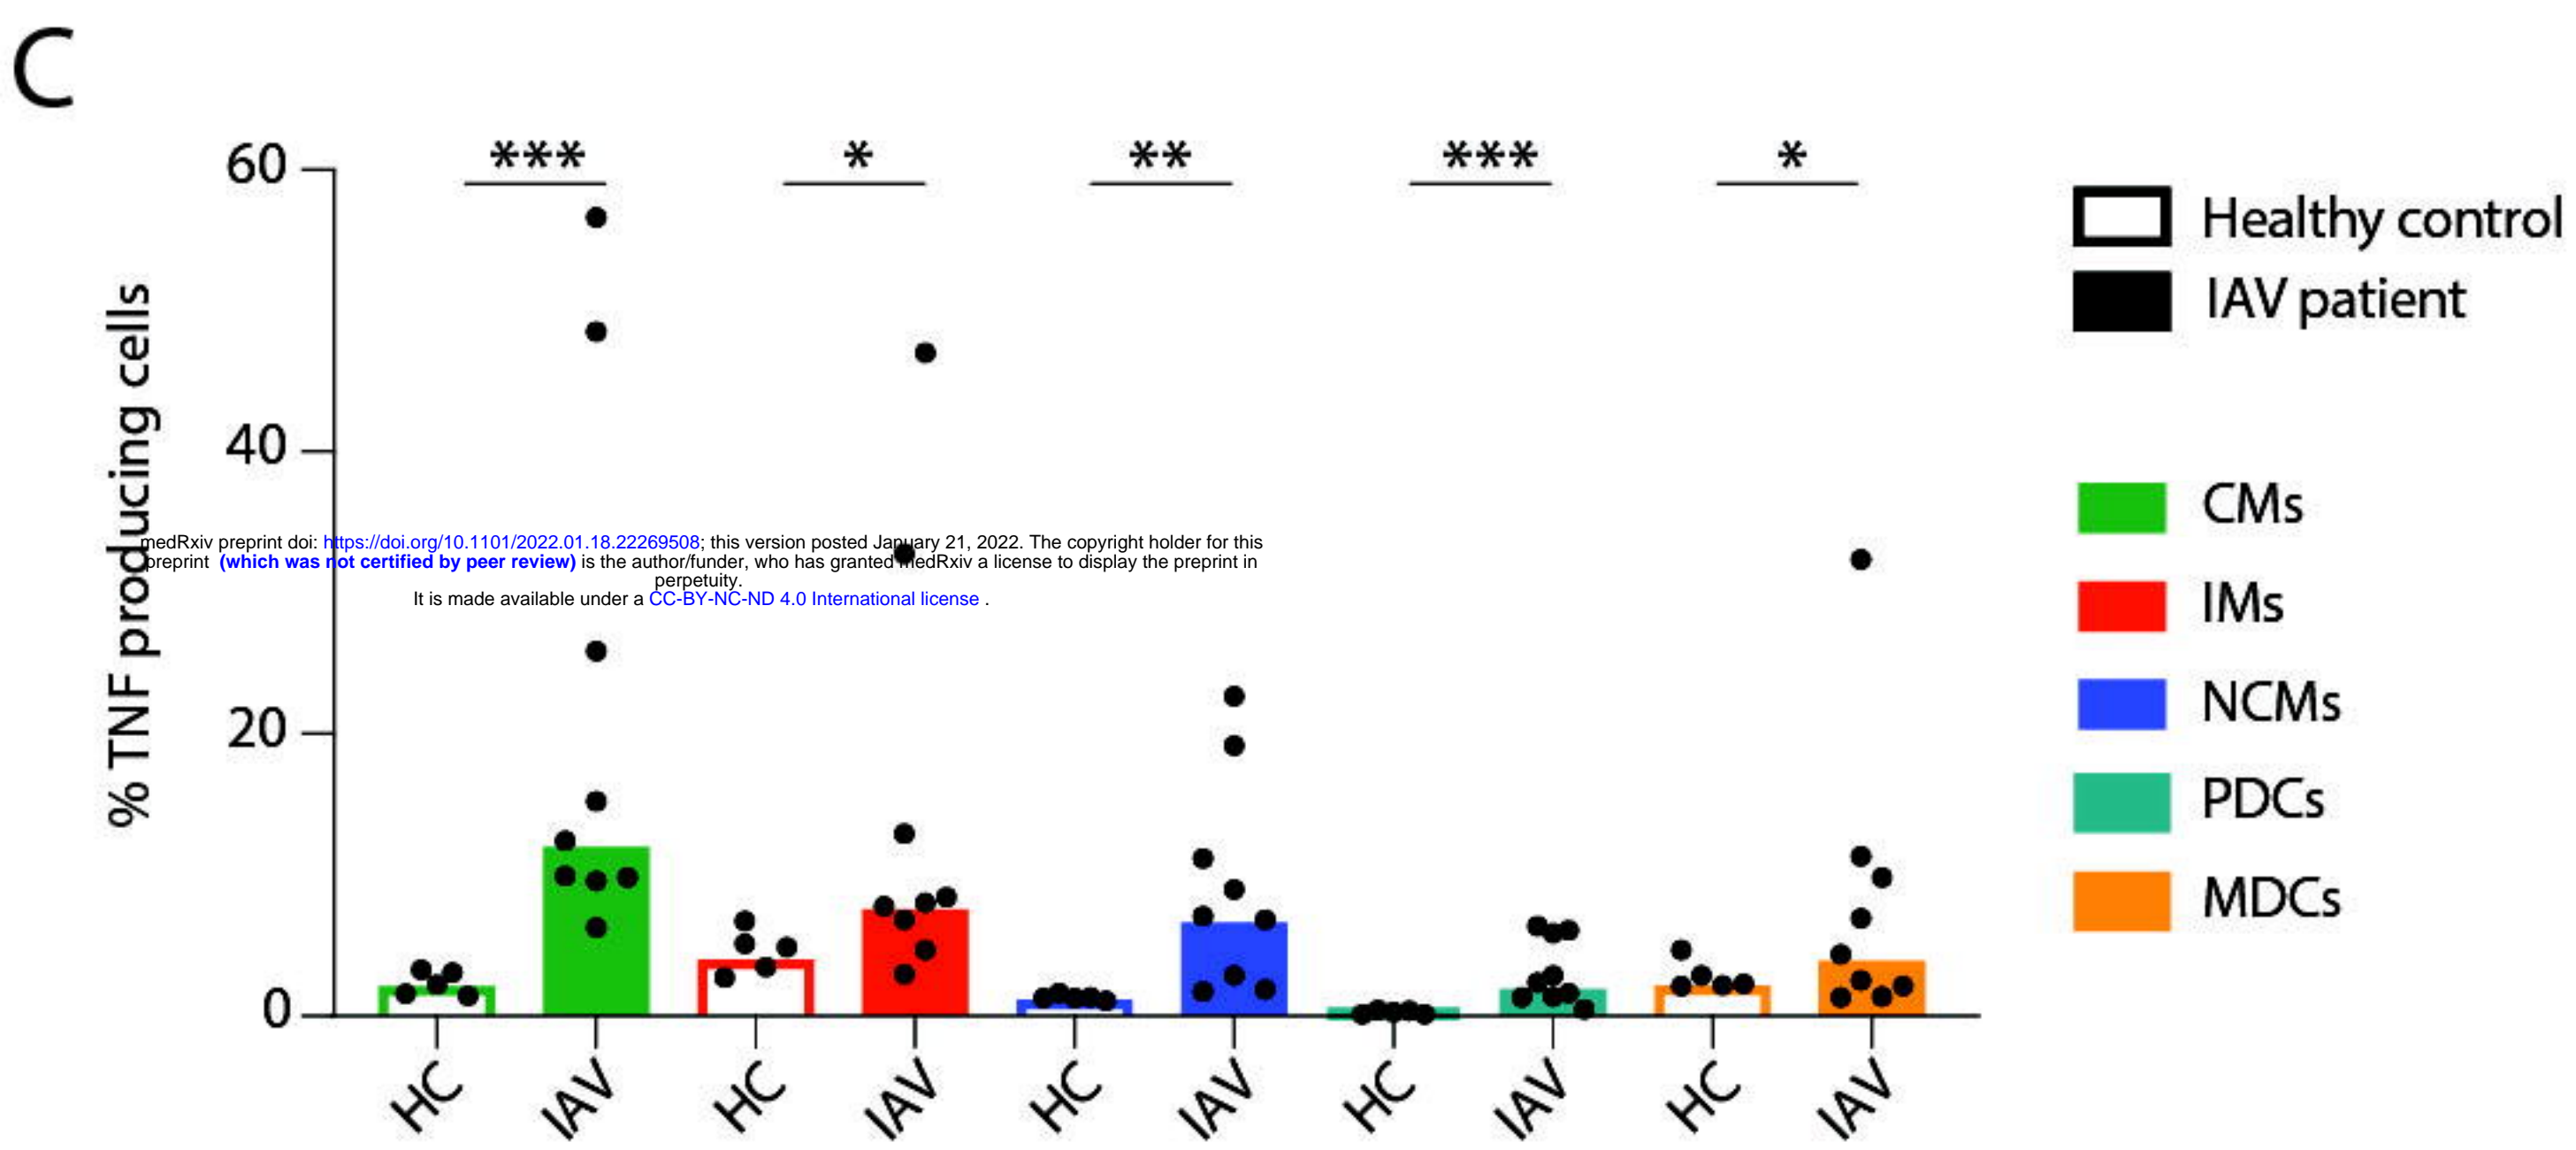 C
*** * ** *** *
60
40
20
0
% TNF producing cells
Healthy control
IAV patient
CMs
IMs
NCMs
PDCs
MDCs
medRxiv preprint doi: https://doi.org/10.1101/2022.01.18.22269508; this version posted January 21, 2022. The copyright holder for this
preprint (which was not certified by peer review) is the author/funder, who has granted medRxiv a license to display the preprint in
perpetuity.
It is made available under a CC-BY-NC-ND 4.0 International license .
HC IAV HC IAV HC IAV HC IAV HC IAV